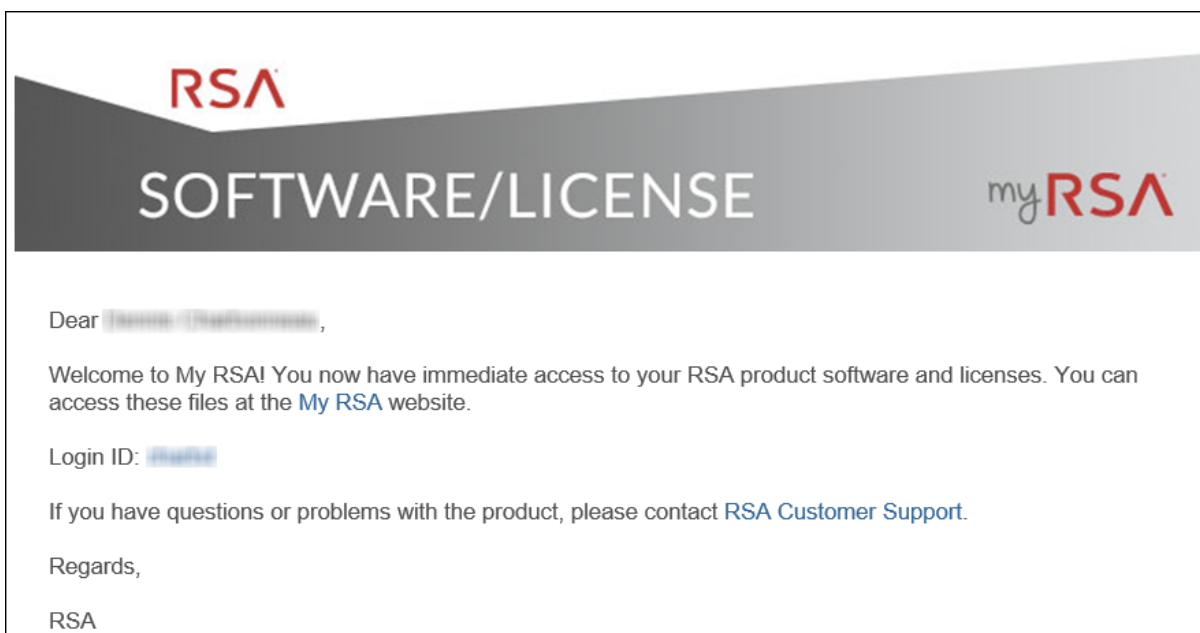 RSA
SOFTWARE/LICENSE
myRSA
Dear ,
Welcome to My RSA! You now have immediate access to your RSA product software and licenses. You can
access these files at the My RSA website.
Login ID:
If you have questions or problems with the product, please contact RSA Customer Support.
Regards,
RSA